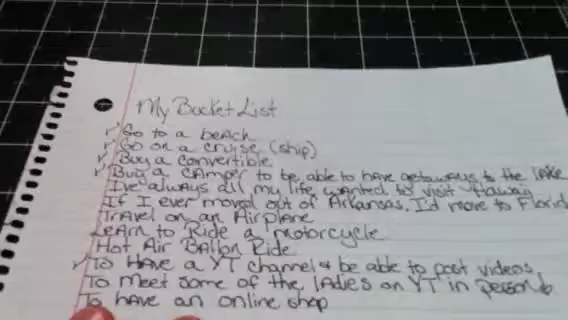 My Bucket List
✓ Go to a beach
✓ Go on a cruise (ship)
✓ Buy a convertible
✓ Buy a camper to be able to have getaways to the lake
I've always all my life wanted to visit Hawaii
If I ever moved out of Arkansas, I'd move to Florid
Travel on an Airplane
Learn to Ride a motorcycle
Hot Air Ballon Ride
✓ To Have a YT channel & be able to post videos
To meet some of the ladies on YT in person
To have an online shop